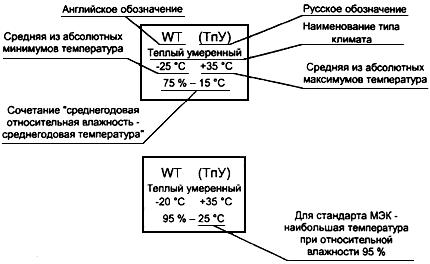 Английское обозначение
Русское обозначение
WT (ТпУ)
Теплый умеренный
-25 °С +35 °С
75 % – 15 °С
Средняя из абсолютных
минимумов температура
Наименование типа
климата
Средняя из абсолютных
максимумов температура
Сочетание "среднегодовая
относительная влажность -
среднегодовая температура"
WT (ТпУ)
Теплый умеренный
-20 °С +35 °С
95 % – 25 °С
Для стандарта МЭК -
наибольшая температура
при относительной
влажности 95 %